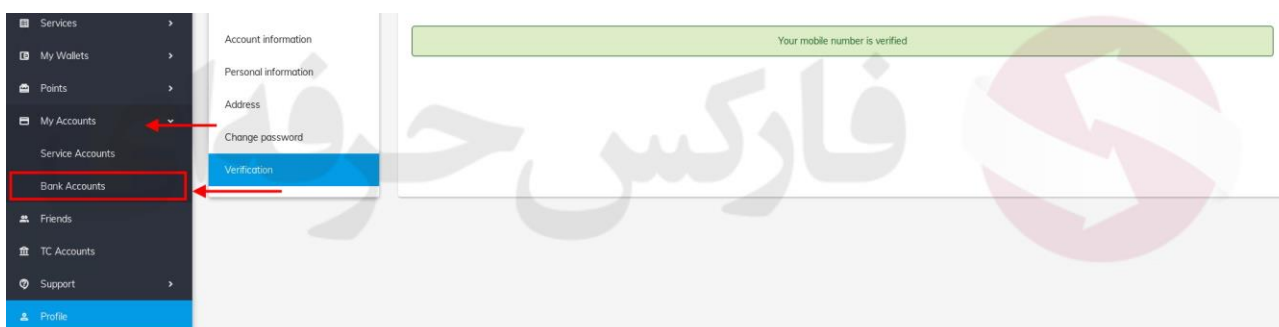 Services
My Wallets
Points
My Accounts
Service Accounts
Bank Accounts
Friends
TC Accounts
Support
Profile
Account information
Personal information
Address
Change password
Verification
Your mobile number is verified
فارکس حرفه‌ای